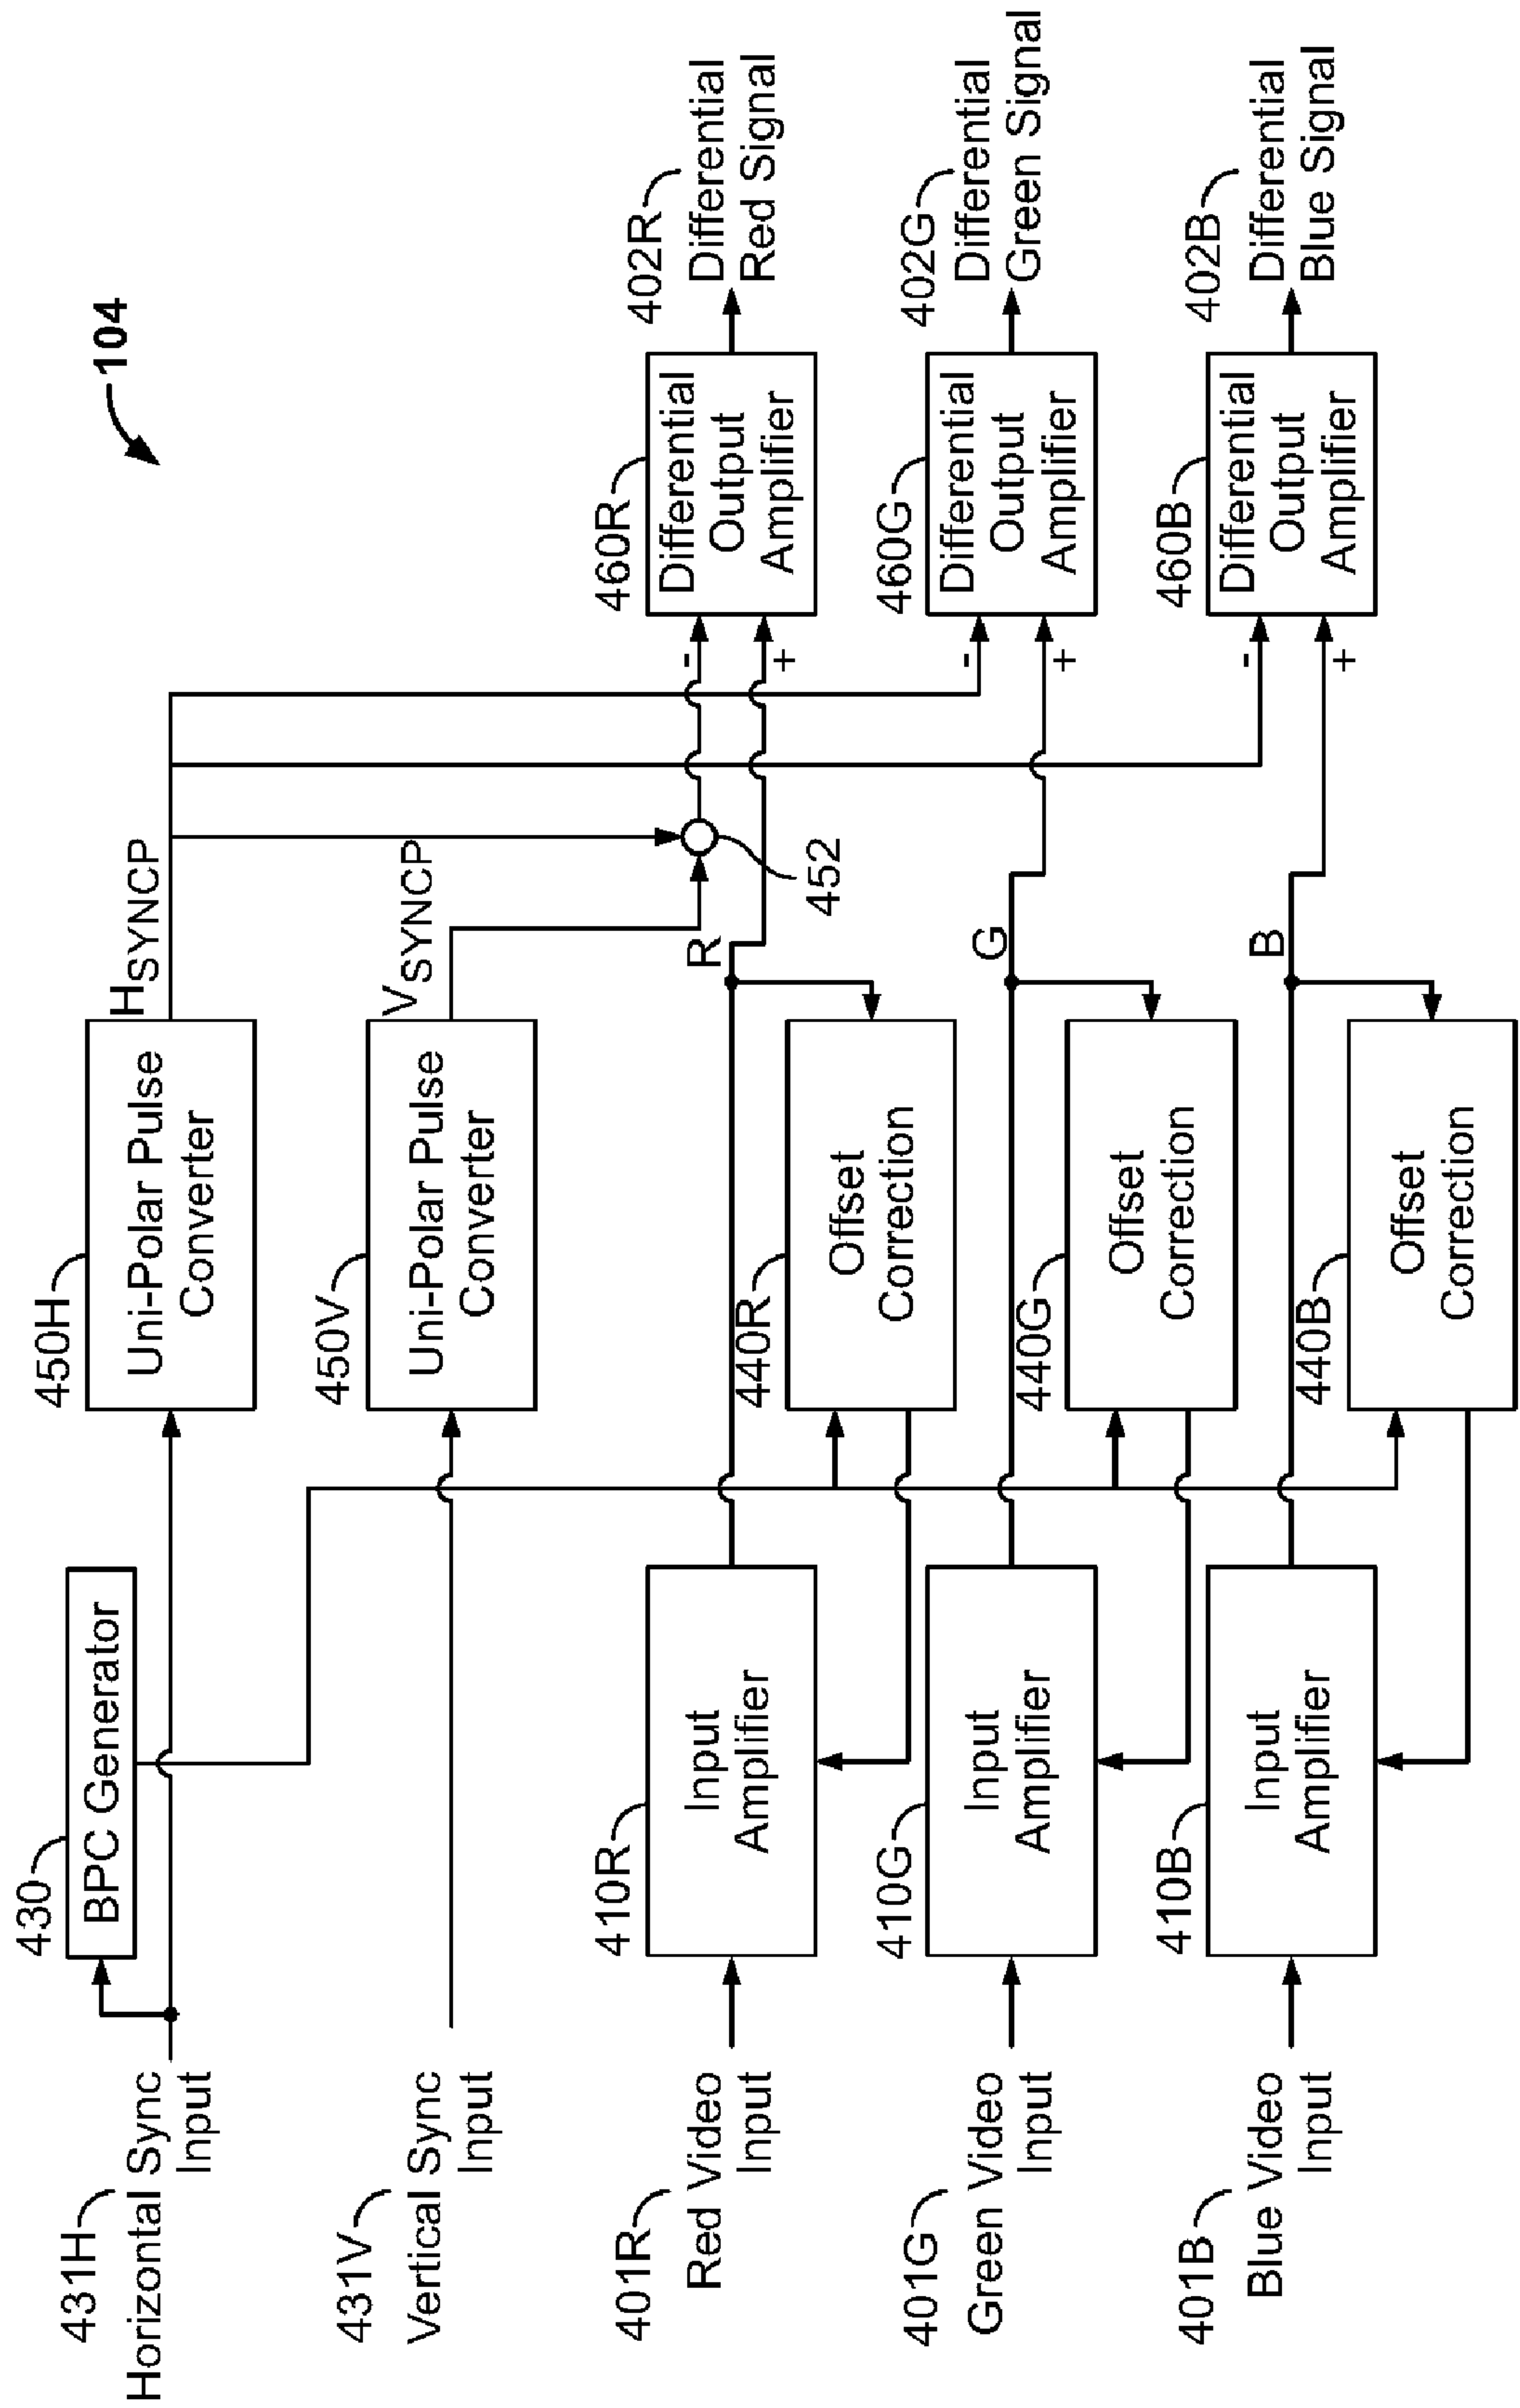 104
431H
Horizontal Sync
Input
430
BPC Generator
450H
Uni-Polar Pulse
Converter
HSYNCP
431V
Vertical Sync
Input
450V
Uni-Polar Pulse
Converter
VSYNCP
452
401R
Red Video
Input
410R
Input
Amplifier
R
440R
Offset
Correction
-
+
460R
Differential
Output
Amplifier
402R
Differential
Red Signal
401G
Green Video
Input
410G
Input
Amplifier
G
440G
Offset
Correction
-
+
460G
Differential
Output
Amplifier
402G
Differential
Green Signal
401B
Blue Video
Input
410B
Input
Amplifier
B
440B
Offset
Correction
-
+
460B
Differential
Output
Amplifier
402B
Differential
Blue Signal